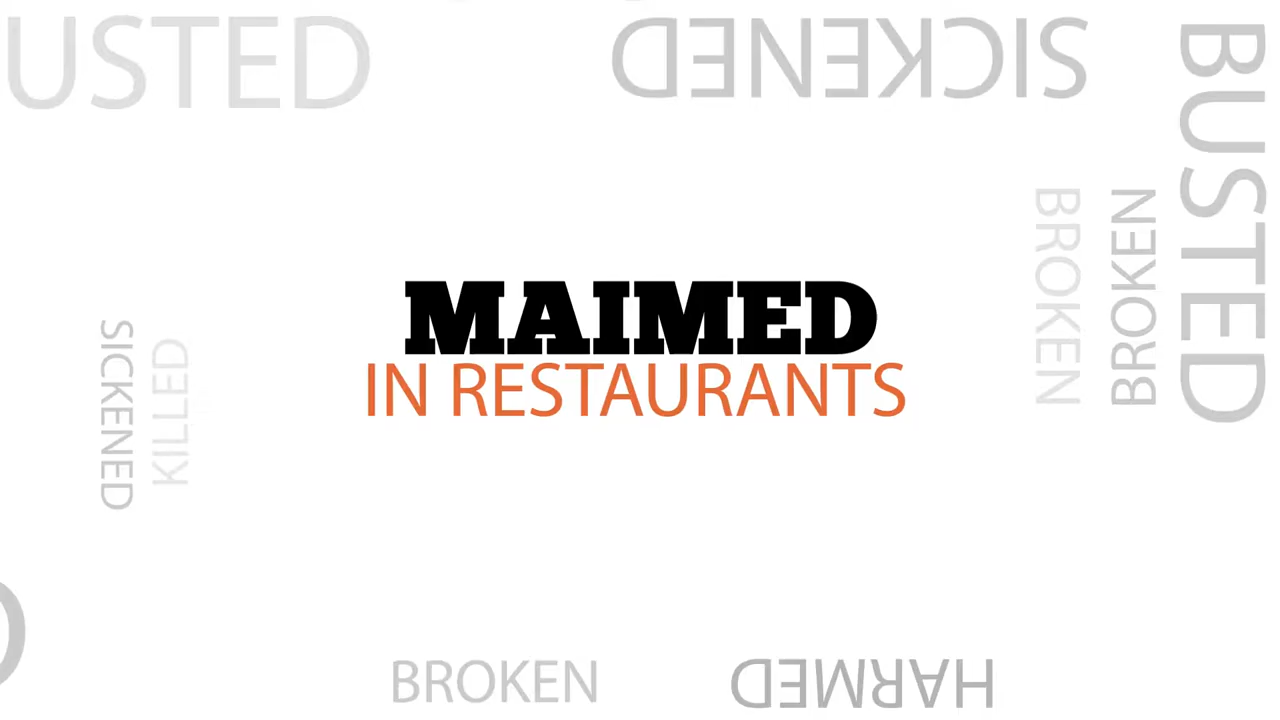 USTED
SICKENED
BUSTED
BROKEN
BROKEN
MAIMED
IN RESTAURANTS
SICKENED
KILLED
BROKEN
HARMED